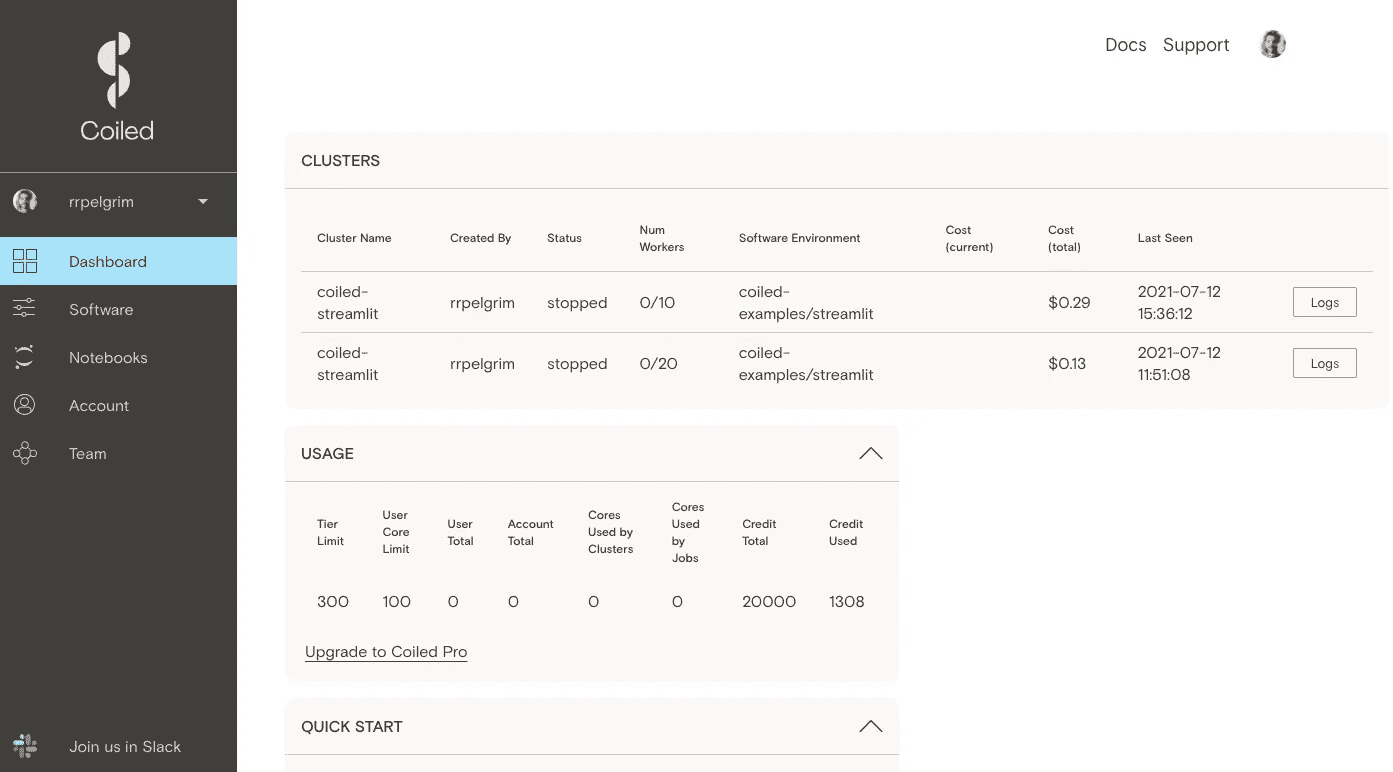 Coiled
rrpelgrim
Dashboard
Software
Notebooks
Account
Team
Join us in Slack
Docs Support
CLUSTERS
Cluster Name Created By Status Num Workers Software Environment Cost (current) Cost (total) Last Seen
coiled-streamlit rrpelgrim stopped 0/10 coiled-examples/streamlit $0.29 2021-07-12 15:36:12 Logs
coiled-streamlit rrpelgrim stopped 0/20 coiled-examples/streamlit $0.13 2021-07-12 11:51:08 Logs
USAGE
Tier Limit User Core Limit User Total Account Total Cores Used by Clusters Cores Used by Jobs Credit Total Credit Used
300 100 0 0 0 0 20000 1308
Upgrade to Coiled Pro
QUICK START